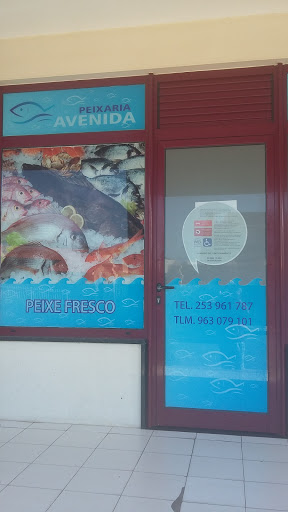 PEIXARIA
AVENIDA
PEIXE FRESCO
TEL. 253 961 787
TLM. 963 079 101